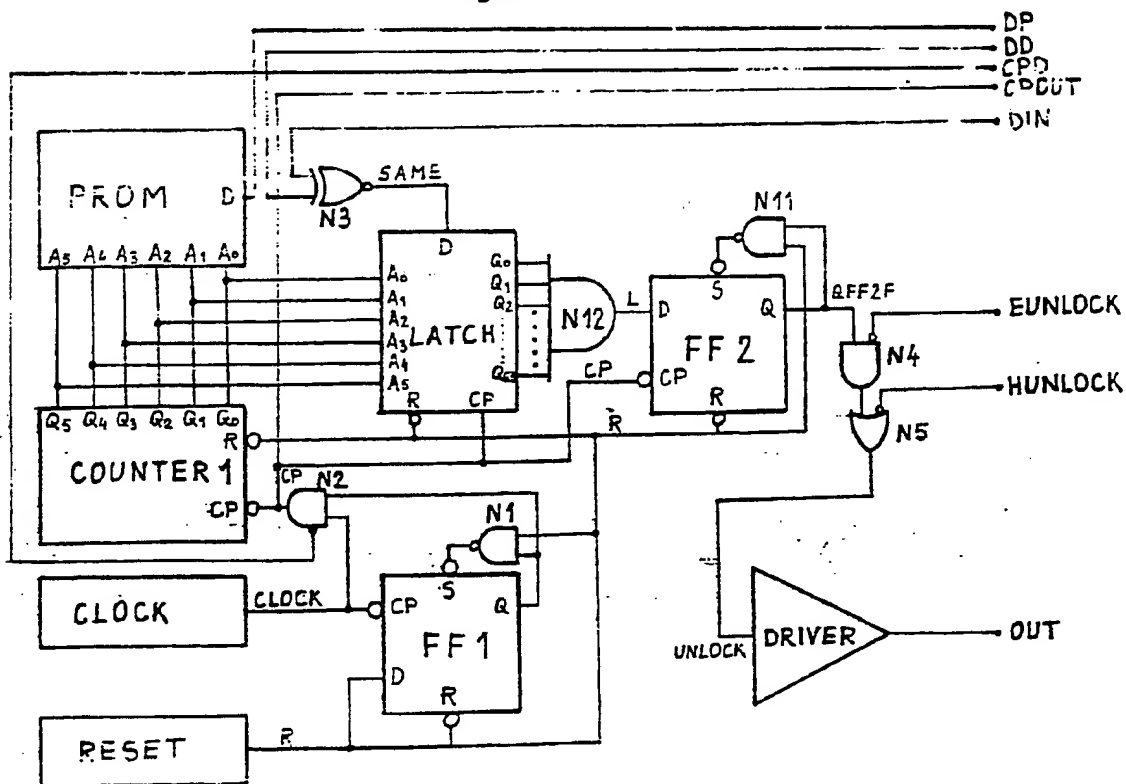 DP
DD
CPD
CPOUT
DIN
PROM
D
SAME
N3
A5 A4 A3 A2 A1 A0
D
A0
A1
A2
A3
A4
A5
LATCH
R
CP
Q0
Q1
Q2
N12
L
N11
S
D
Q
FF2
CP
R
CP
QFF2F
EUNLOCK
N4
HUNLOCK
N5
Q5 Q4 Q3 Q2 Q1 Q0
R
COUNTER 1
CP
CP
N2
R
N1
CLOCK
CLOCK
S
CP
Q
FF1
D
R
RESET
R
UNLOCK
DRIVER
OUT